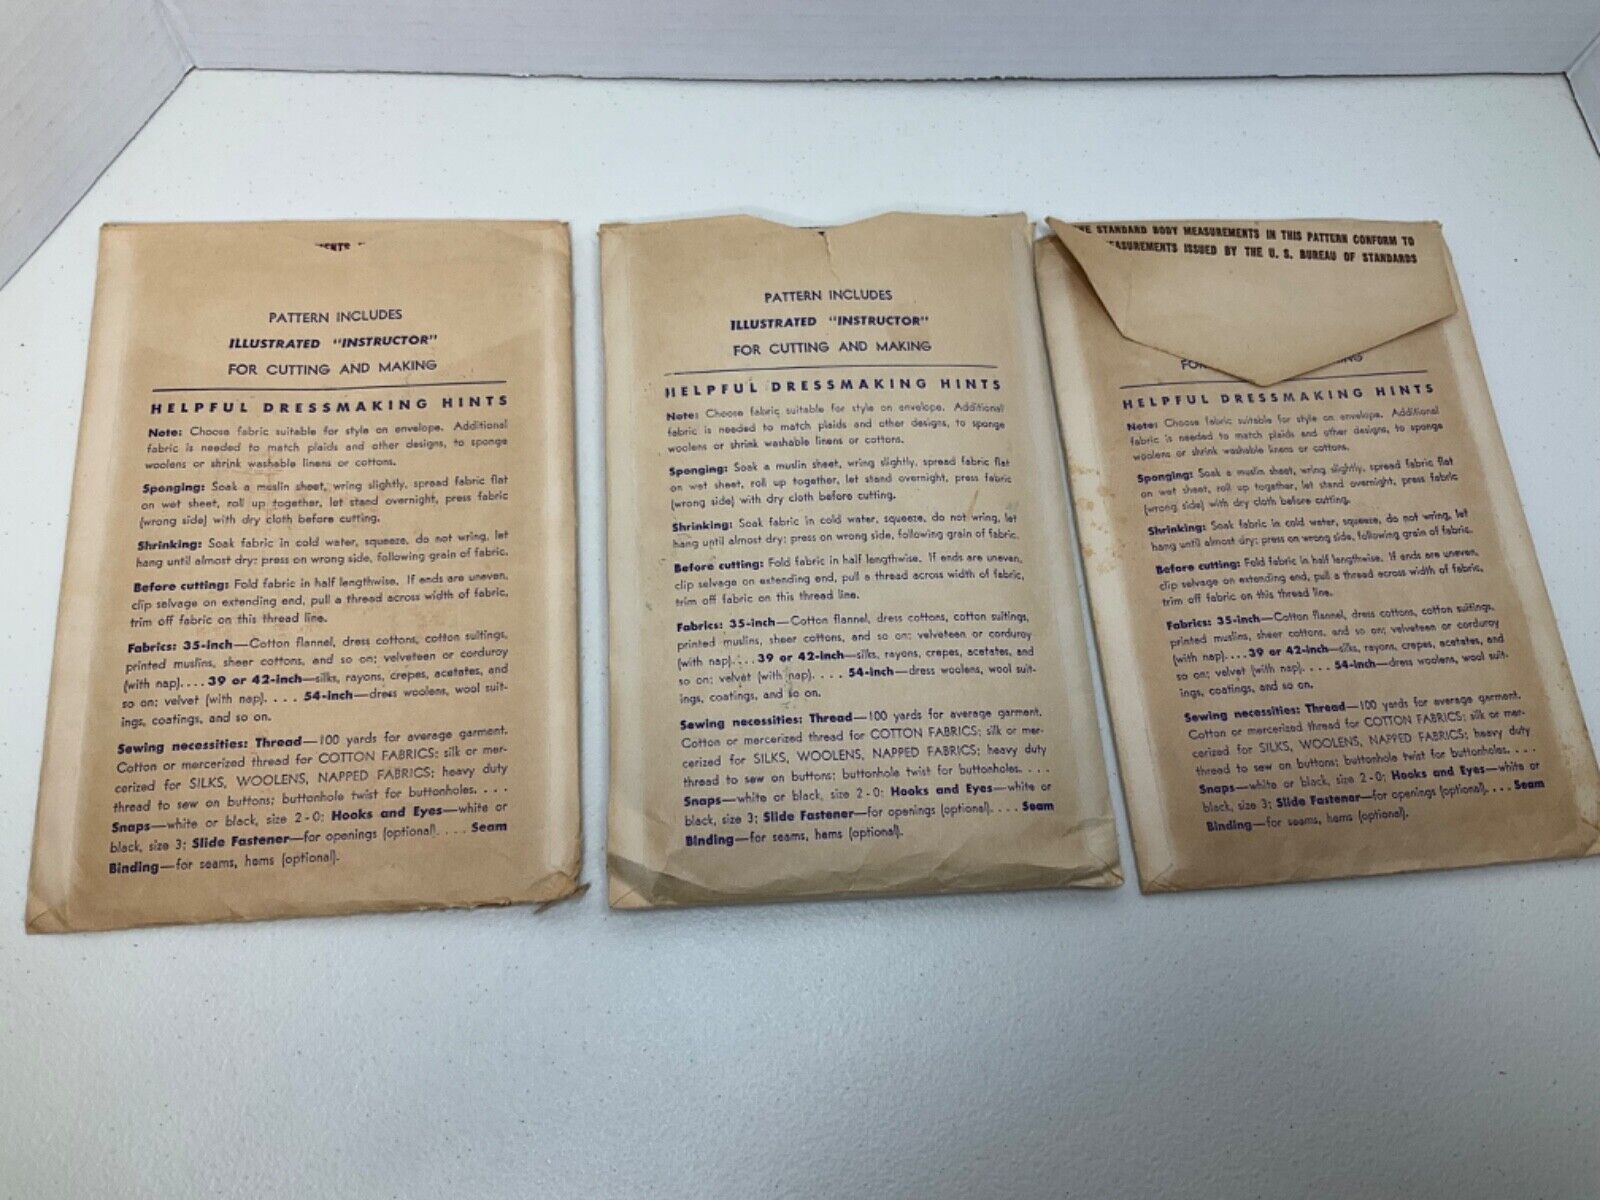 MENTS
PATTERN INCLUDES
ILLUSTRATED "INSTRUCTOR"
FOR CUTTING AND MAKING
HELPFUL DRESSMAKING HINTS
Note: Choose fabric suitable for style on envelope. Additional
fabric is needed to match plaids and other designs, to sponge
woolens or shrink washable linens or cottons.
Sponging: Soak a muslin sheet, wring slightly, spread fabric flat
on wet sheet, roll up together, let stand overnight, press fabric
(wrong side) with dry cloth before cutting.
Shrinking: Soak fabric in cold water, squeeze, do not wring, let
hang until almost dry; press on wrong side, following grain of fabric.
Before cutting: Fold fabric in half lengthwise. If ends are uneven,
clip selvage on extending end, pull a thread across width of fabric,
trim off fabric on this thread line.
Fabrics: 35-inch—Cotton flannel, dress cottons, cotton suitings,
printed muslins, sheer cottons, and so on; velveteen or corduroy
(with nap).... 39 or 42-inch—silks, rayons, crepes, acetates, and
so on; velvet (with nap). . . . 54-inch—dress woolens, wool suit-
ings, coatings, and so on.
Sewing necessities: Thread—100 yards for average garment.
Cotton or mercerized thread for COTTON FABRICS; silk or mer-
cerized for SILKS, WOOLENS, NAPPED FABRICS; heavy duty
thread to sew on buttons; buttonhole twist for buttonholes. . . .
Snaps—white or black, size 2-0; Hooks and Eyes—white or
black, size 3; Slide Fastener—for openings (optional). . . . Seam
Binding—for seams, hems (optional).
PATTERN INCLUDES
ILLUSTRATED "INSTRUCTOR"
FOR CUTTING AND MAKING
HELPFUL DRESSMAKING HINTS
Note: Choose fabric suitable for style on envelope. Additional
fabric is needed to match plaids and other designs, to sponge
woolens or shrink washable linens or cottons.
Sponging: Soak a muslin sheet, wring slightly, spread fabric flat
on wet sheet, roll up together, let stand overnight, press fabric
(wrong side) with dry cloth before cutting.
Shrinking: Soak fabric in cold water, squeeze, do not wring, let
hang until almost dry; press on wrong side, following grain of fabric.
Before cutting: Fold fabric in half lengthwise. If ends are uneven,
clip selvage on extending end, pull a thread across width of fabric,
trim off fabric on this thread line.
Fabrics: 35-inch—Cotton flannel, dress cottons, cotton suitings,
printed muslins, sheer cottons, and so on; velveteen or corduroy
(with nap).... 39 or 42-inch—silks, rayons, crepes, acetates, and
so on; velvet (with nap). . . . 54-inch—dress woolens, wool suit-
ings, coatings, and so on.
Sewing necessities: Thread—100 yards for average garment.
Cotton or mercerized thread for COTTON FABRICS; silk or mer-
cerized for SILKS, WOOLENS, NAPPED FABRICS; heavy duty
thread to sew on buttons; buttonhole twist for buttonholes. . . .
Snaps—white or black, size 2-0; Hooks and Eyes—white or
black, size 3; Slide Fastener—for openings (optional). . . . Seam
Binding—for seams, hems (optional).
STANDARD BODY MEASUREMENTS IN THIS PATTERN CONFORM TO
MEASUREMENTS ISSUED BY THE U. S. BUREAU OF STANDARDS
FO
HELPFUL DRESSMAKING HINTS
Note: Choose fabric suitable for style on envelope. Additional
fabric is needed to match plaids and other designs, to sponge
woolens or shrink washable linens or cottons.
Sponging: Soak a muslin sheet, wring slightly, spread fabric flat
on wet sheet, roll up together, let stand overnight, press fabric
(wrong side) with dry cloth before cutting.
Shrinking: Soak fabric in cold water, squeeze, do not wring, let
hang until almost dry; press on wrong side, following grain of fabric.
Before cutting: Fold fabric in half lengthwise. If ends are uneven,
clip selvage on extending end, pull a thread across width of fabric,
trim off fabric on this thread line.
Fabrics: 35-inch—Cotton flannel, dress cottons, cotton suitings,
printed muslins, sheer cottons, and so on; velveteen or corduroy
(with nap).... 39 or 42-inch—silks, rayons, crepes, acetates, and
so on; velvet (with nap). . . . 54-inch—dress woolens, wool suit-
ings, coatings, and so on.
Sewing necessities: Thread—100 yards for average garment.
Cotton or mercerized thread for COTTON FABRICS; silk or mer-
cerized for SILKS, WOOLENS, NAPPED FABRICS; heavy duty
thread to sew on buttons; buttonhole twist for buttonholes. . . .
Snaps—white or black, size 2-0; Hooks and Eyes—white or
black, size 3; Slide Fastener—for openings (optional). . . . Seam
Binding—for seams, hems (optional).